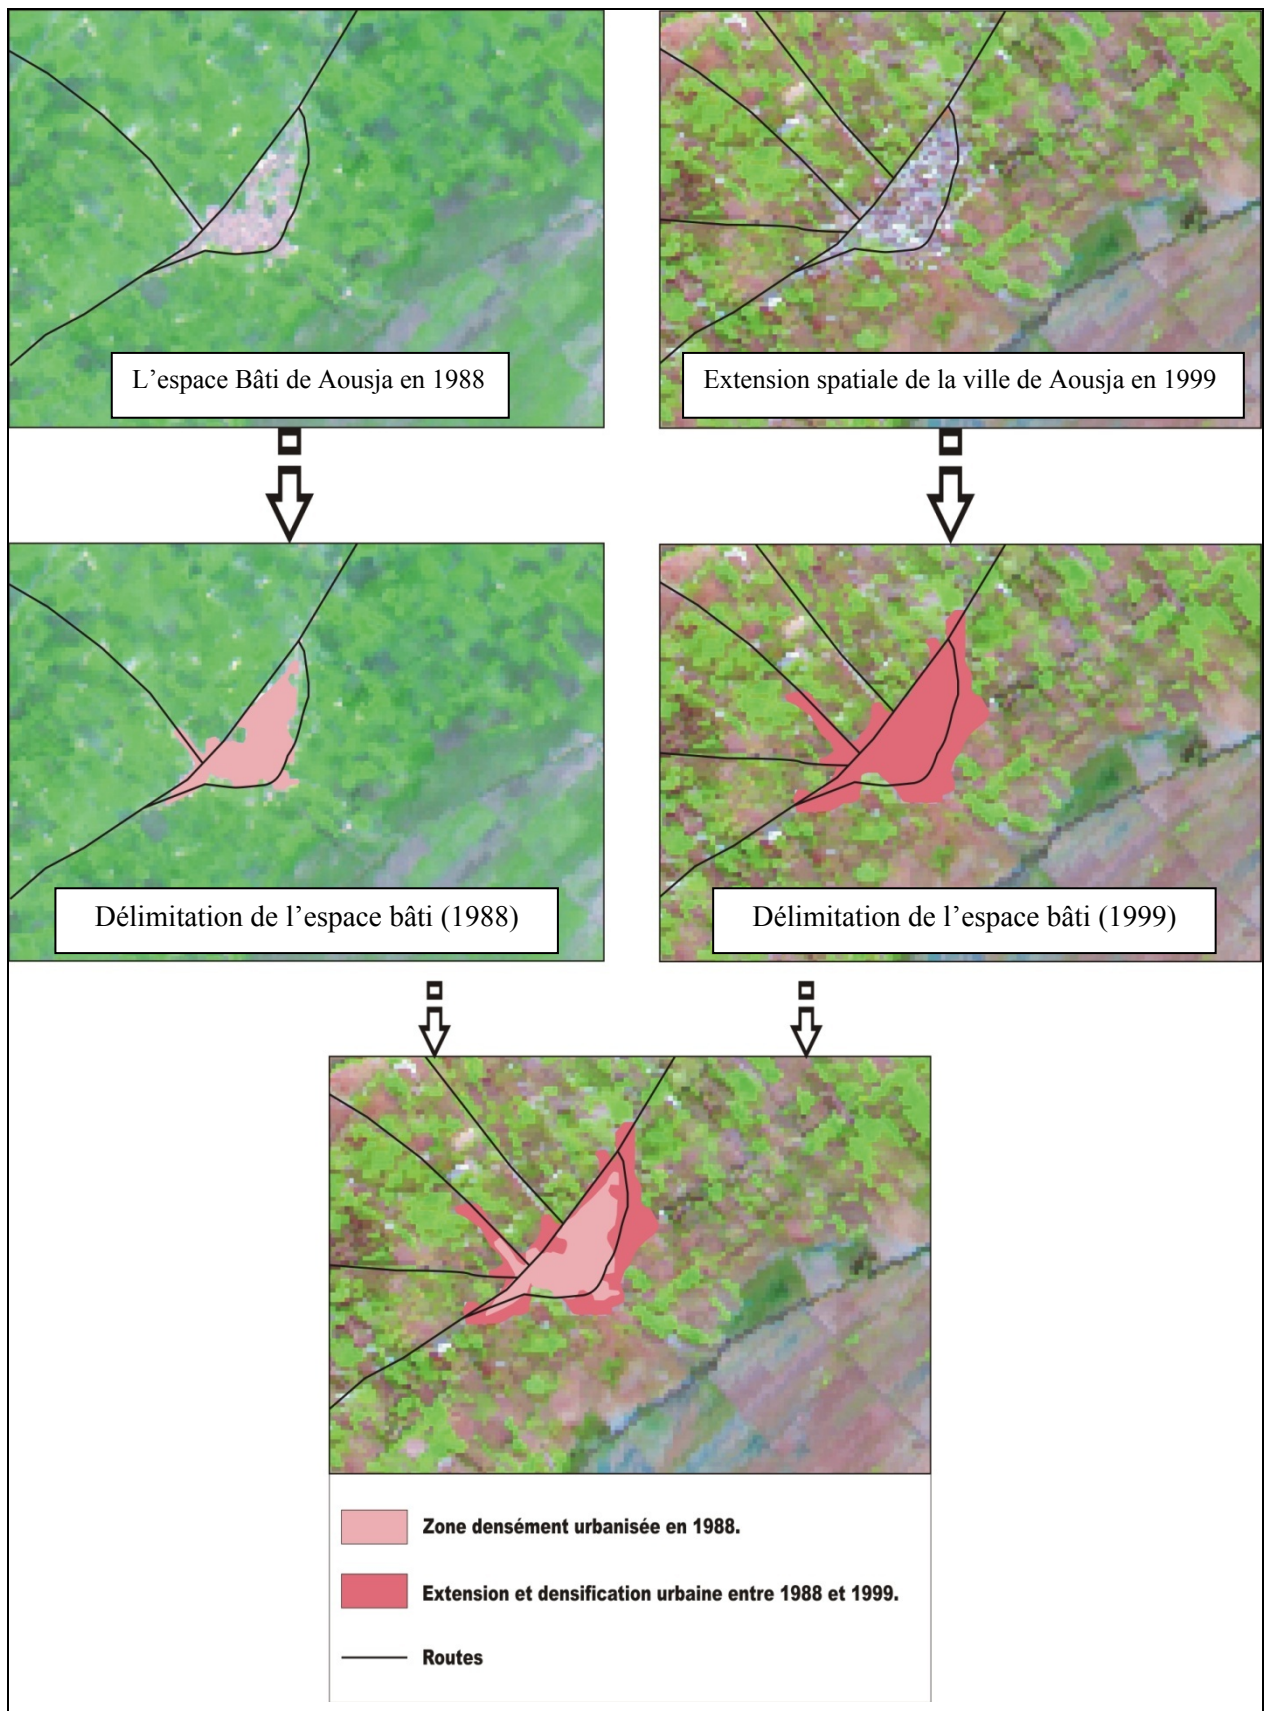 L’espace Bâti de Aousja en 1988
Extension spatiale de la ville de Aousja en 1999
Délimitation de l’espace bâti (1988)
Délimitation de l’espace bâti (1999)
Zone densément urbanisée en 1988.
Extension et densification urbaine entre 1988 et 1999.
Routes